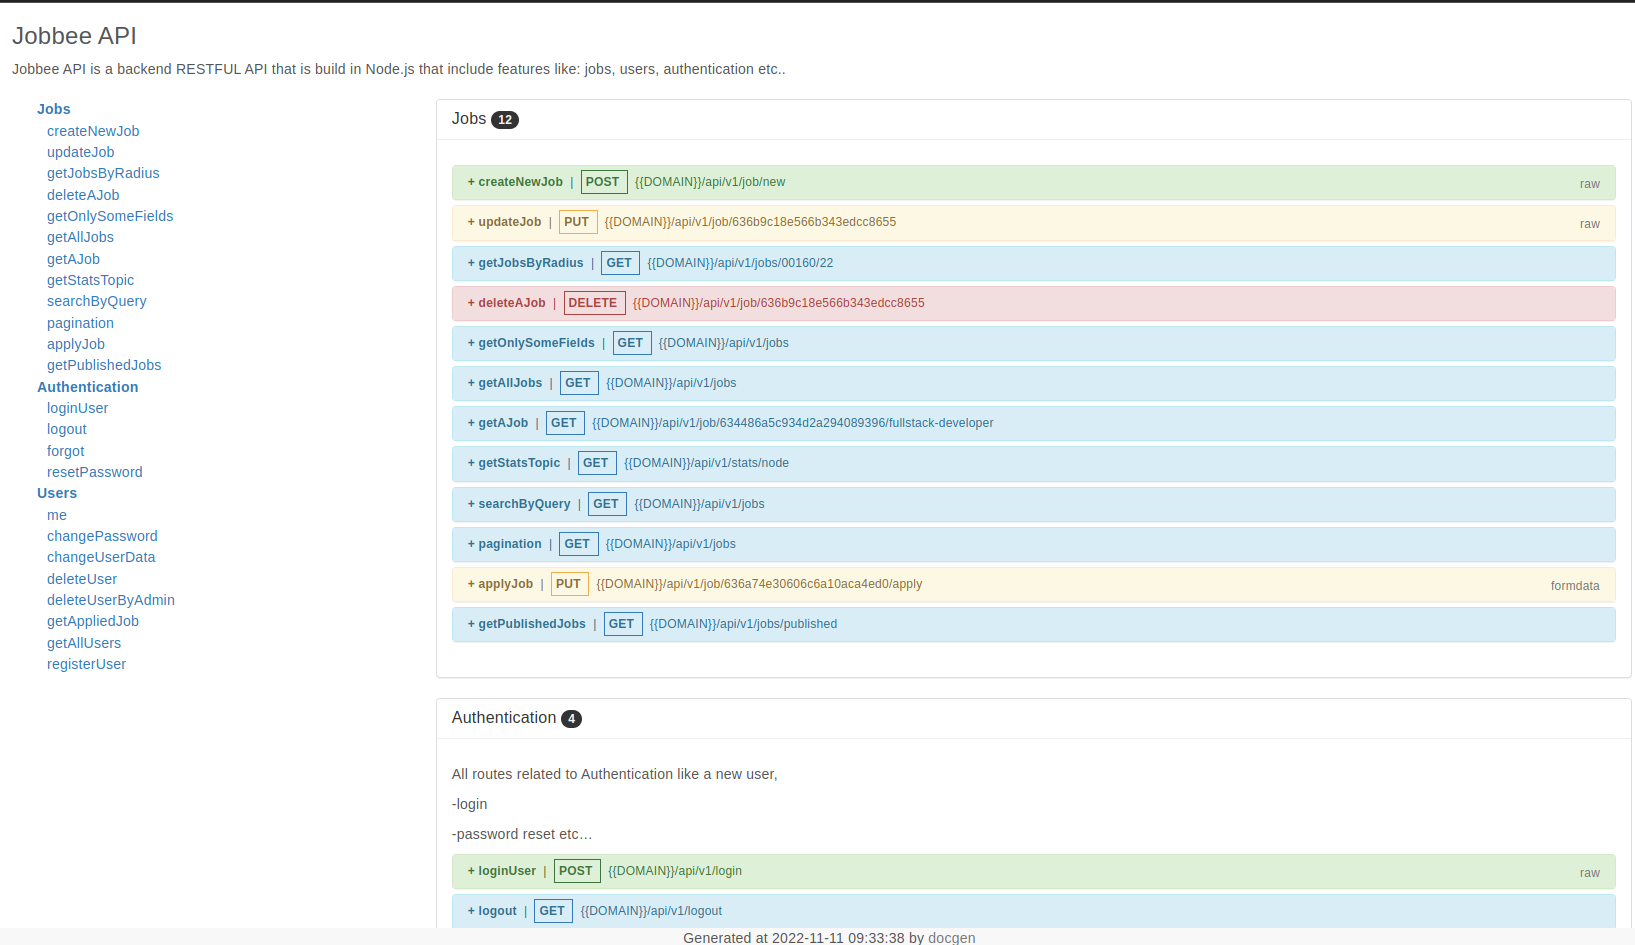 Jobbee API
Jobbee API is a backend RESTFUL API that is build in Node.js that include features like: jobs, users, authentication etc..
Jobs
createNewJob
updateJob
getJobsByRadius
deleteAJob
getOnlySomeFields
getAllJobs
getAJob
getStatsTopic
searchByQuery
pagination
applyJob
getPublishedJobs
Authentication
loginUser
logout
forgot
resetPassword
Users
me
changePassword
changeUserData
deleteUser
deleteUserByAdmin
getAppliedJob
getAllUsers
registerUser
Jobs 12
+ createNewJob | POST {{DOMAIN}}/api/v1/job/new raw
+ updateJob | PUT {{DOMAIN}}/api/v1/job/636b9c18e566b343edcc8655 raw
+ getJobsByRadius | GET {{DOMAIN}}/api/v1/jobs/00160/22
+ deleteAJob | DELETE {{DOMAIN}}/api/v1/job/636b9c18e566b343edcc8655
+ getOnlySomeFields | GET {{DOMAIN}}/api/v1/jobs
+ getAllJobs | GET {{DOMAIN}}/api/v1/jobs
+ getAJob | GET {{DOMAIN}}/api/v1/job/634486a5c934d2a294089396/fullstack-developer
+ getStatsTopic | GET {{DOMAIN}}/api/v1/stats/node
+ searchByQuery | GET {{DOMAIN}}/api/v1/jobs
+ pagination | GET {{DOMAIN}}/api/v1/jobs
+ applyJob | PUT {{DOMAIN}}/api/v1/job/636a74e30606c6a10aca4ed0/apply formdata
+ getPublishedJobs | GET {{DOMAIN}}/api/v1/jobs/published
Authentication 4
All routes related to Authentication like a new user,
-login
-password reset etc…
+ loginUser | POST {{DOMAIN}}/api/v1/login raw
+ logout | GET {{DOMAIN}}/api/v1/logout
Generated at 2022-11-11 09:33:38 by docgen